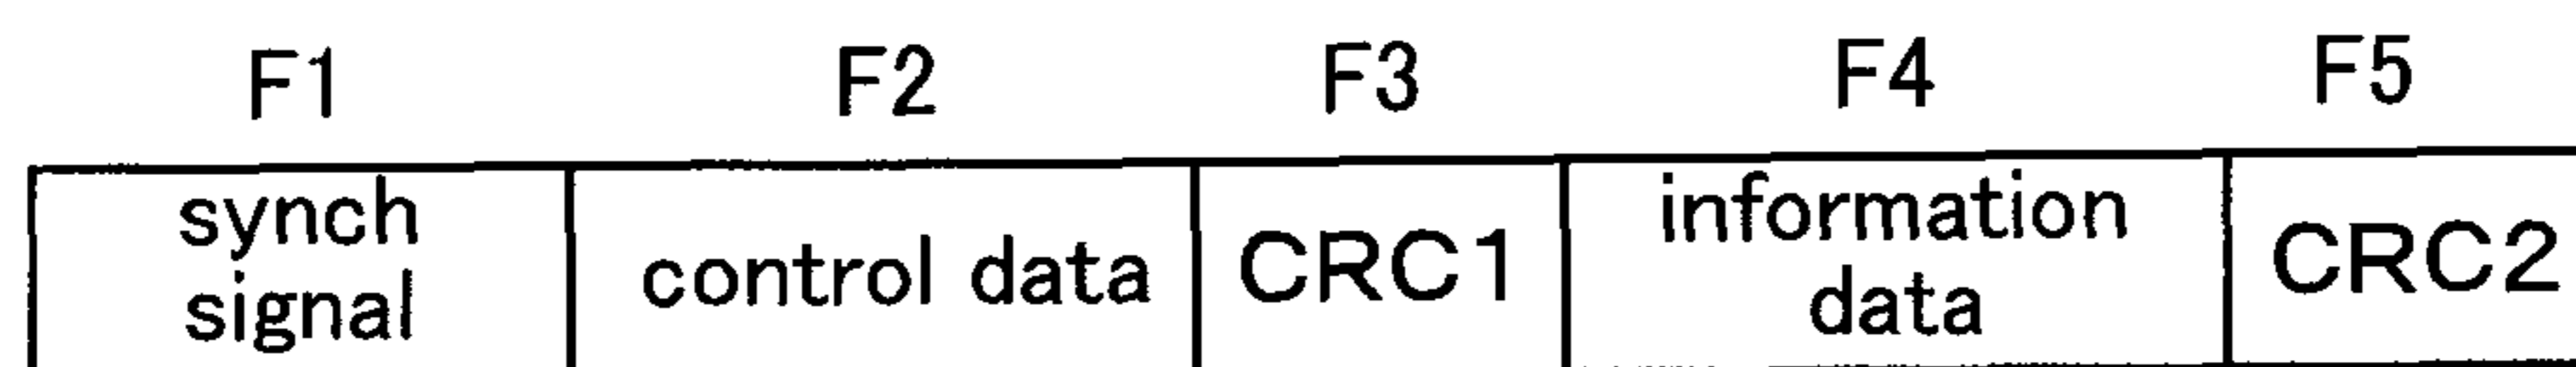 F1 F2 F3 F4 F5
synch signal
control data
CRC1
information data
CRC2